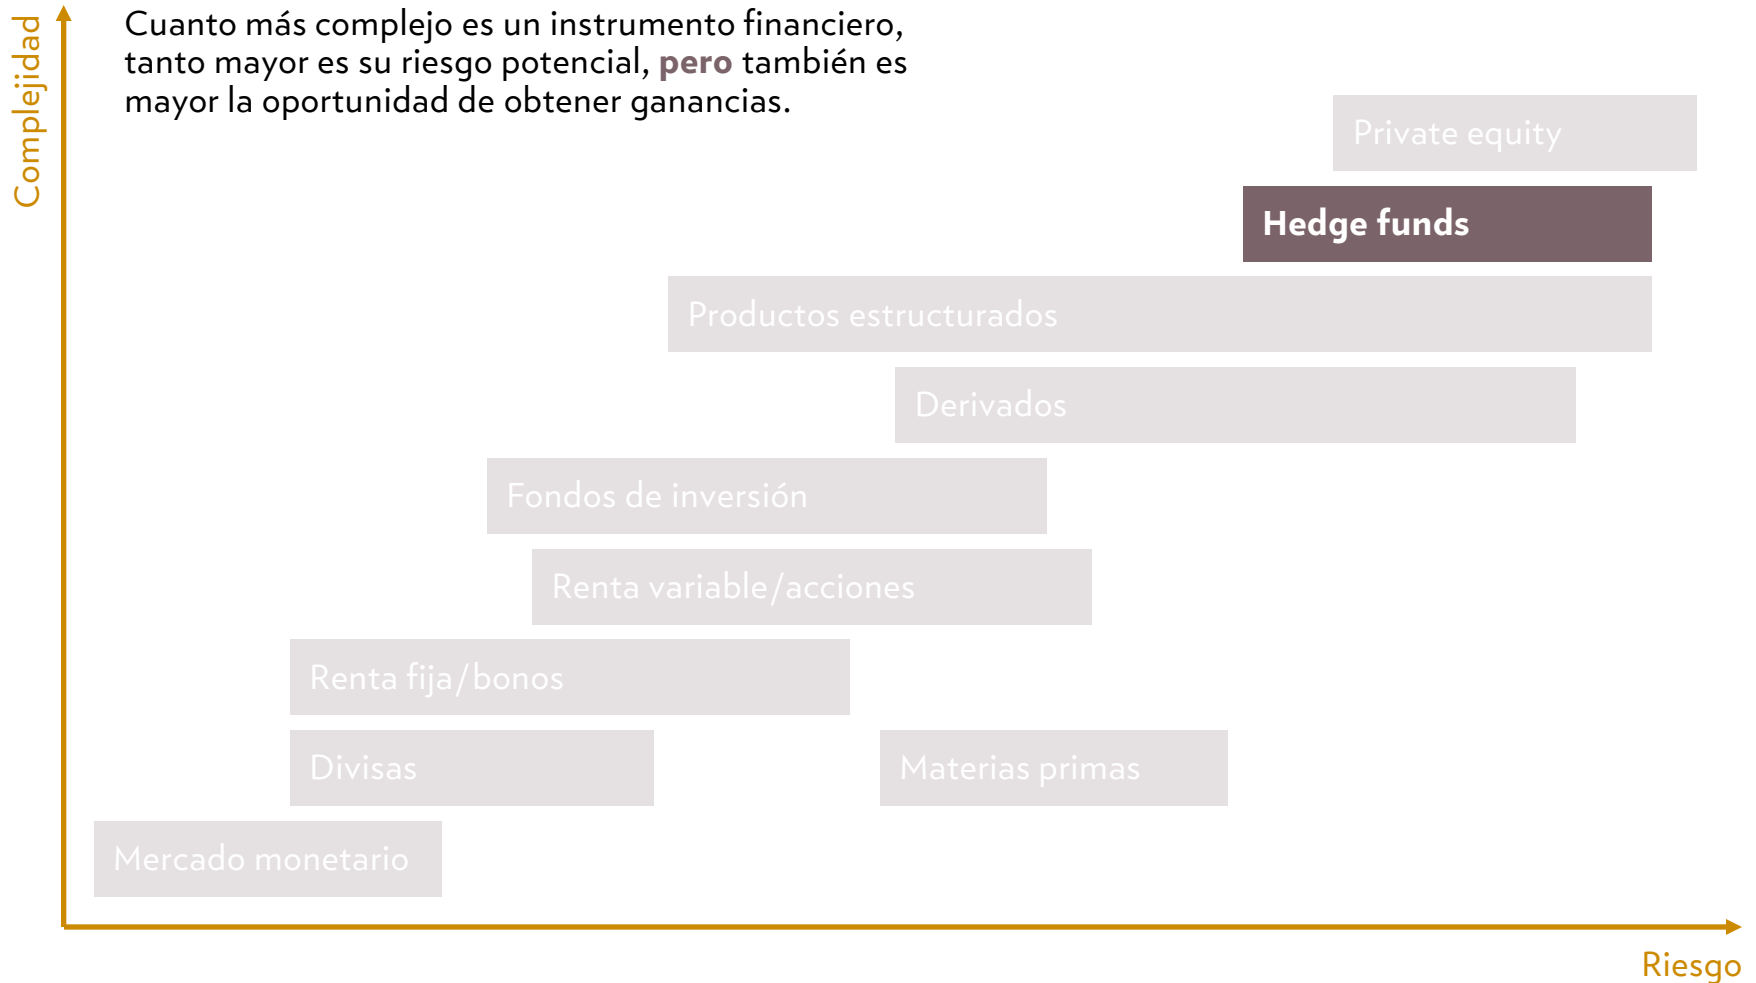 Complejidad
Cuanto más complejo es un instrumento financiero,
tanto mayor es su riesgo potencial, pero también es
mayor la oportunidad de obtener ganancias.
Private equity
Hedge funds
Productos estructurados
Derivados
Fondos de inversión
Renta variable/acciones
Renta fija/bonos
Divisas
Materias primas
Mercado monetario
Riesgo